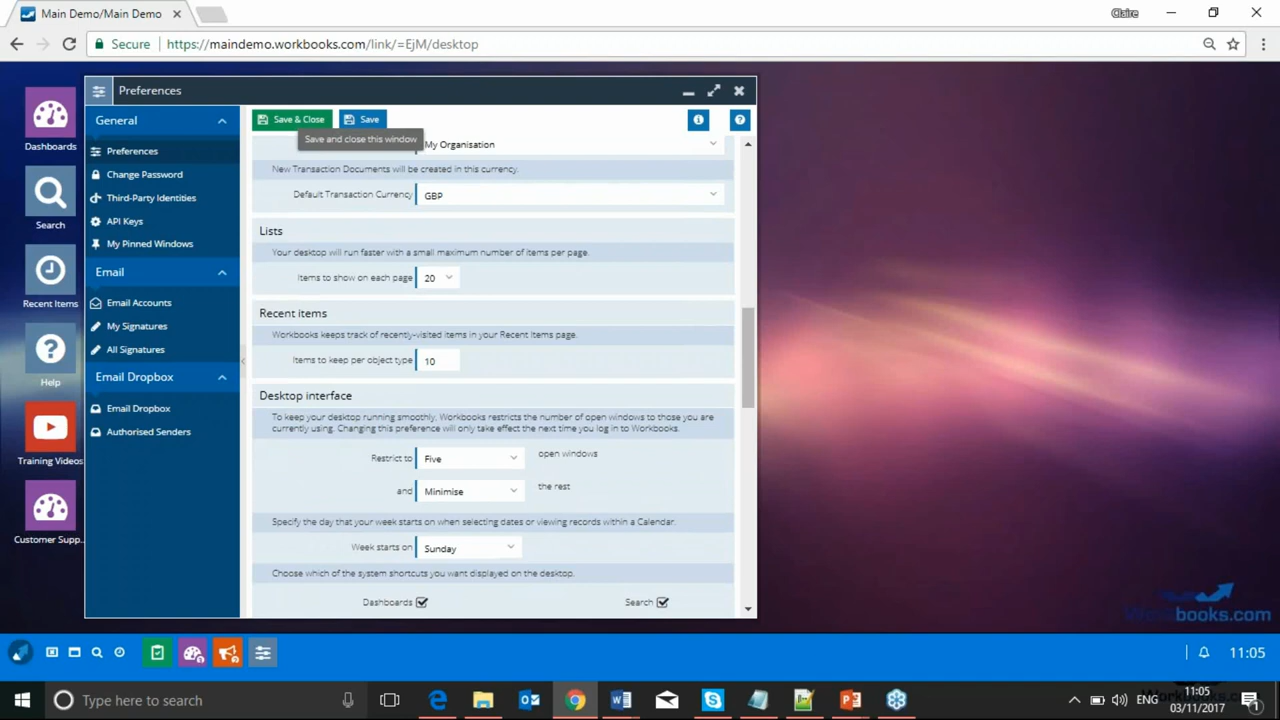 Main Demo/Main Demo
Claire
Secure
https://maindemo.workbooks.com/link/=EjM/desktop
Preferences
General
Save & Close
Save
Save and close this window
My Organisation
Preferences
Change Password
Third-Party Identities
API Keys
My Pinned Windows
Email
Email Accounts
My Signatures
All Signatures
Email Dropbox
Email Dropbox
Authorised Senders
Dashboards
Search
Recent Items
Help
Training Videos
Customer Supp...
New Transaction Documents will be created in this currency.
Default Transaction Currency
GBP
Lists
Your desktop will run faster with a small maximum number of items per page.
Items to show on each page
20
Recent items
Workbooks keeps track of recently-visited items in your Recent Items page.
Items to keep per object type
10
Desktop interface
To keep your desktop running smoothly, Workbooks restricts the number of open windows to those you are
currently using. Changing this preference will only take effect the next time you log in to Workbooks.
Restrict to
Five
open windows
and
Minimise
the rest
Specify the day that your week starts on when selecting dates or viewing records within a Calendar.
Week starts on
Sunday
Choose which of the system shortcuts you want displayed on the desktop.
Dashboards
Search
Workbooks.com
11:05
Type here to search
ENG
11:05
03/11/2017